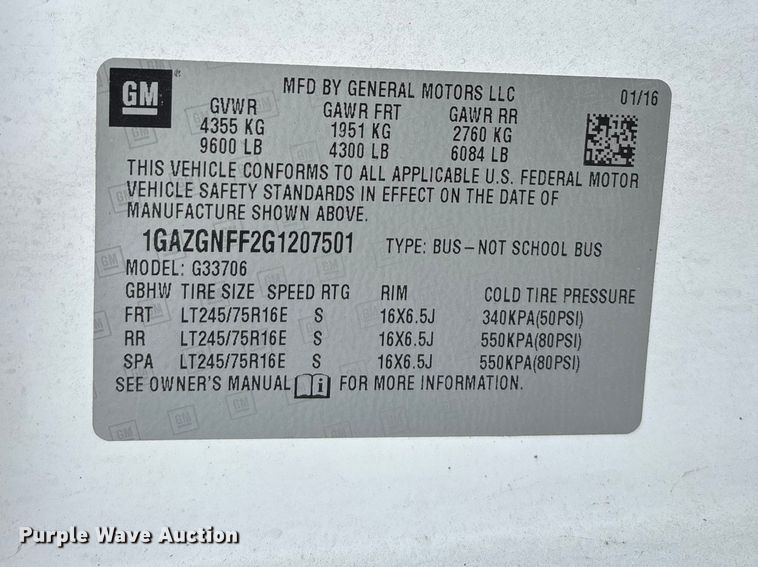 GM ®
MFD BY GENERAL MOTORS LLC
01/16
GVWR GAWR FRT GAWR RR
4355 KG 1951 KG 2760 KG
9600 LB 4300 LB 6084 LB
THIS VEHICLE CONFORMS TO ALL APPLICABLE U.S. FEDERAL MOTOR
VEHICLE SAFETY STANDARDS IN EFFECT ON THE DATE OF
MANUFACTURE SHOWN ABOVE.
1GAZGNFF2G1207501 TYPE: BUS-NOT SCHOOL BUS
MODEL: G33706
GBHW TIRE SIZE SPEED RTG RIM COLD TIRE PRESSURE
FRT LT245/75R16E S 16X6.5J 340KPA(50PSI)
RR LT245/75R16E S 16X6.5J 550KPA(80PSI)
SPA LT245/75R16E S 16X6.5J 550KPA(80PSI)
SEE OWNER'S MANUAL i FOR MORE INFORMATION.
Purple Wave Auction